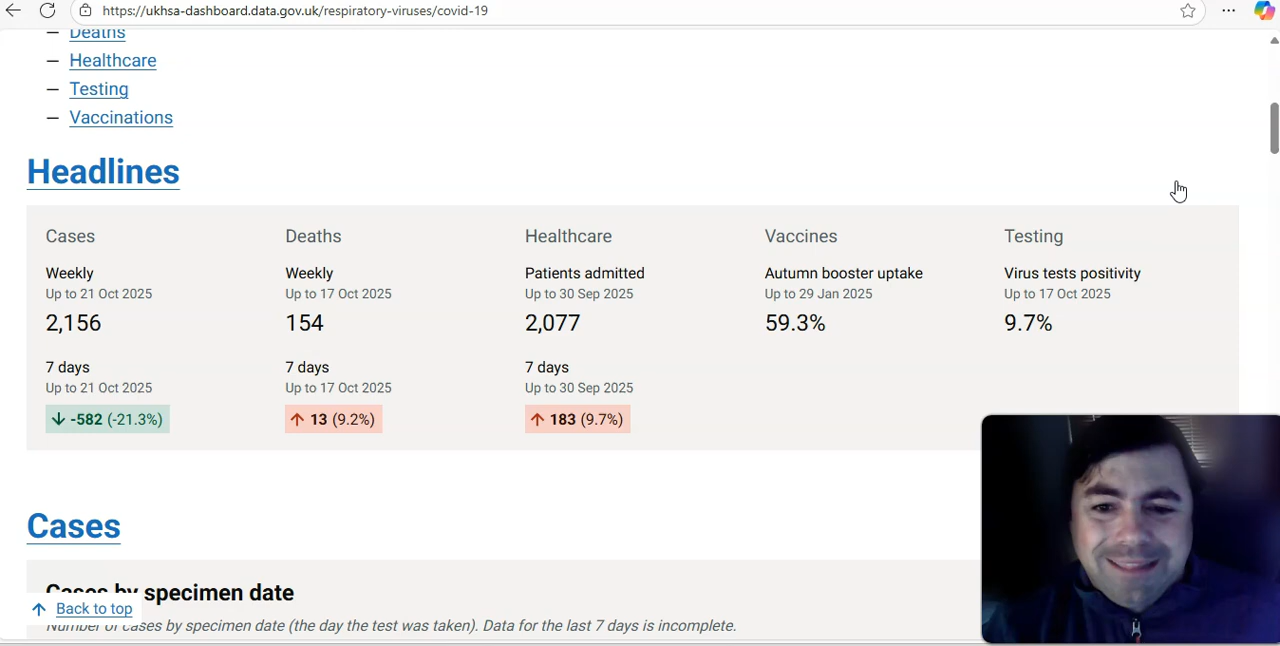 https://ukhsa-dashboard.data.gov.uk/respiratory-viruses/covid-19
— Deaths
— Healthcare
— Testing
— Vaccinations
Headlines
Cases
Weekly
Up to 21 Oct 2025
2,156
7 days
Up to 21 Oct 2025
↓ -582 (-21.3%)
Deaths
Weekly
Up to 17 Oct 2025
154
7 days
Up to 17 Oct 2025
↑ 13 (9.2%)
Healthcare
Patients admitted
Up to 30 Sep 2025
2,077
7 days
Up to 30 Sep 2025
↑ 183 (9.7%)
Vaccines
Autumn booster uptake
Up to 29 Jan 2025
59.3%
Testing
Virus tests positivity
Up to 17 Oct 2025
9.7%
Cases
Cases by specimen date
↑ Back to top
Number of cases by specimen date (the day the test was taken). Data for the last 7 days is incomplete.